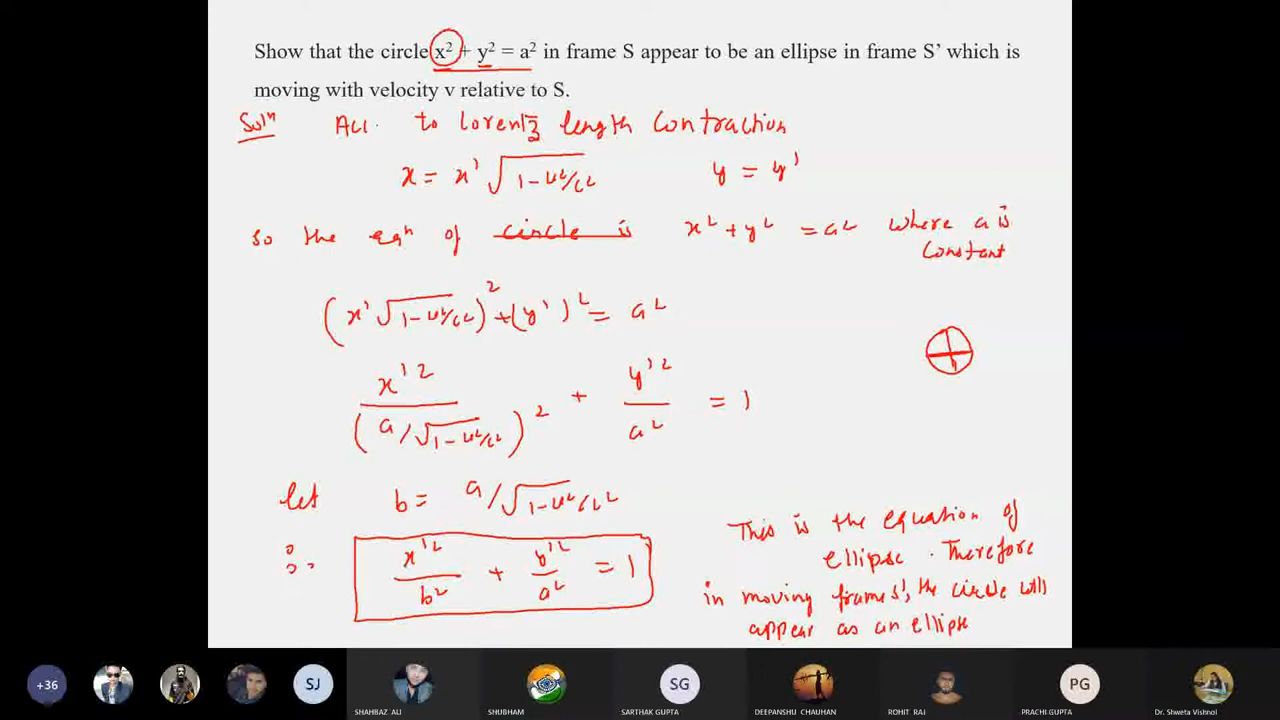 Show that the circle x² + y² = a² in frame S appear to be an ellipse in frame S’ which is
moving with velocity v relative to S.
Solⁿ Acc. to Lorentz length contraction
x = x' √1-u²/c² y = y'
so the eqⁿ of circle is x² + y² = a² where a is
constant
(x' √1-u²/c²)² + (y')² = a²
x'²/(a/√1-u²/c²)² + y'²/a² = 1
let b = a/√1-u²/c²
∴ x'²/b² + y'²/a² = 1
This is the equation of
ellipse. Therefore
in moving frame s', the circle will
appear as an ellipse
+36
SJ
SHAHBAZ ALI
SHUBHAM
SG
SARTHAK GUPTA
DEEPANSHU CHAUHAN
ROHIT RAJ
PG
PRACHI GUPTA
Dr. Shweta Vishnoi